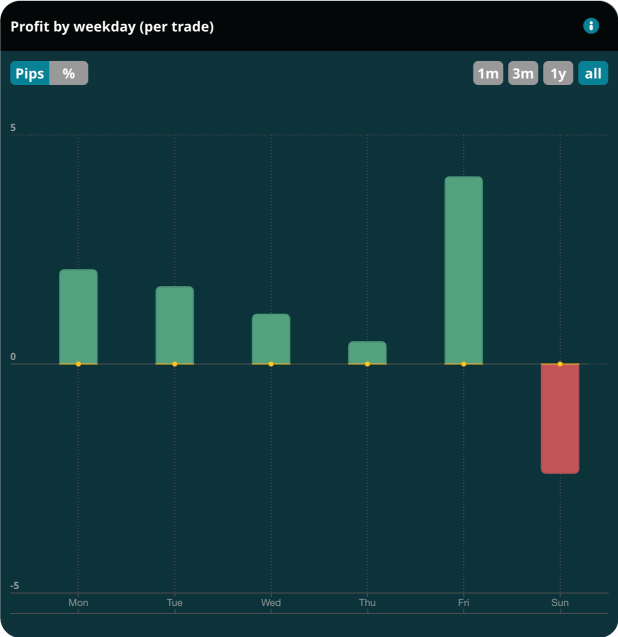 Profit by weekday (per trade)
Pips % 1m 3m 1y all
5
0
-5
Mon Tue Wed Thu Fri Sun